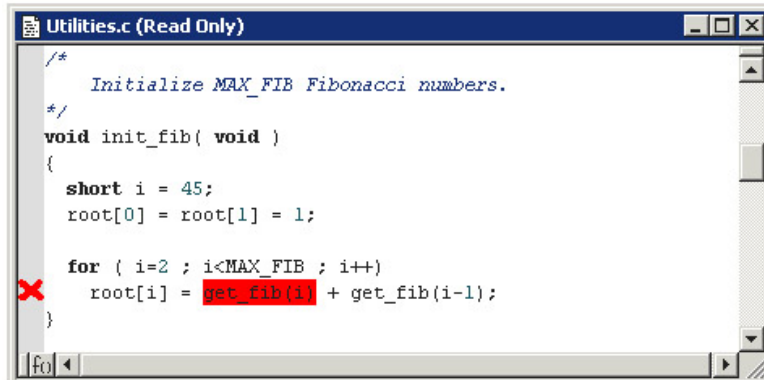 Utilities.c (Read Only)
/*
Initialize MAX_FIB Fibonacci numbers.
*/
void init_fib( void )
{
short i = 45;
root[0] = root[1] = 1;
for ( i=2 ; i<MAX_FIB ; i++)
root[i] = get_fib(i) + get_fib(i-1);
}